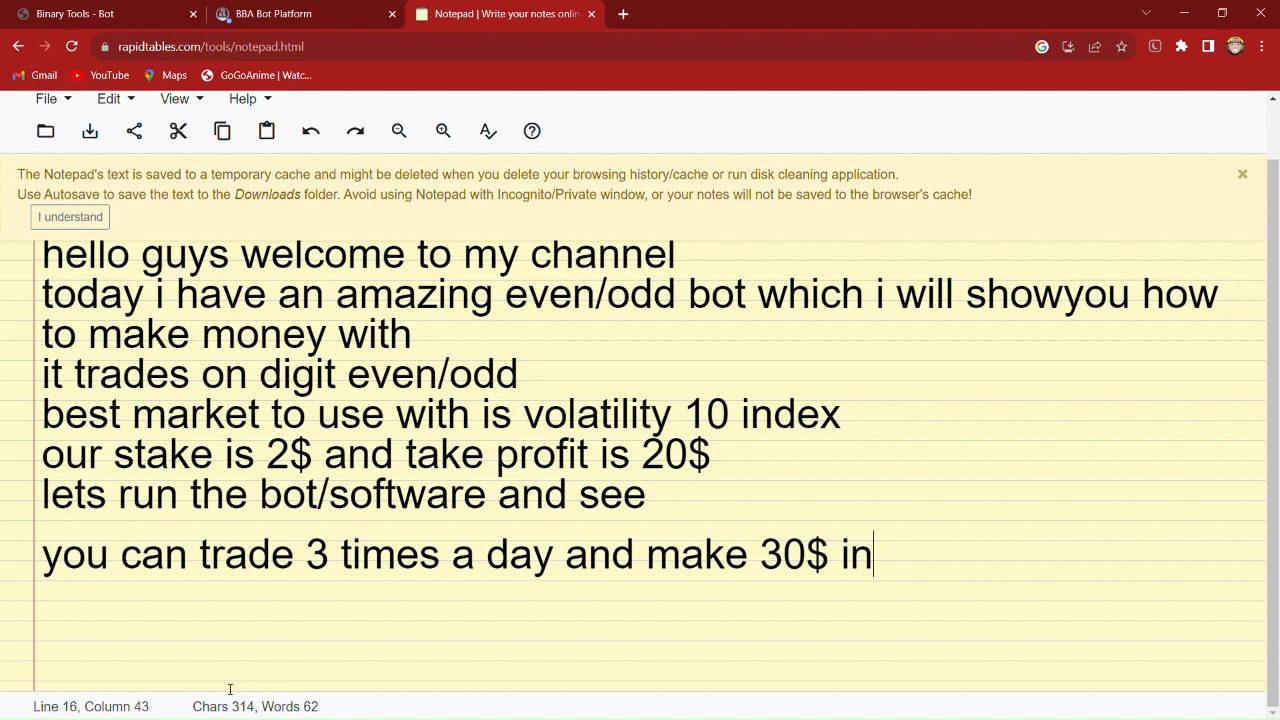 Binary Tools - Bot
BBA Bot Platform
Notepad | Write your notes onlin
rapidtables.com/tools/notepad.html
Gmail
YouTube
Maps
GoGoAnime | Watc...
File
Edit
View
Help
The Notepad's text is saved to a temporary cache and might be deleted when you delete your browsing history/cache or run disk cleaning application.
Use Autosave to save the text to the Downloads folder. Avoid using Notepad with Incognito/Private window, or your notes will not be saved to the browser's cache!
I understand
hello guys welcome to my channel
today i have an amazing even/odd bot which i will showyou how
to make money with
it trades on digit even/odd
best market to use with is volatility 10 index
our stake is 2$ and take profit is 20$
lets run the bot/software and see
you can trade 3 times a day and make 30$ in
Line 16, Column 43
Chars 314, Words 62